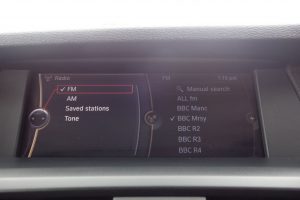 Radio
FM
AM
Saved stations
Tone
FM
Manual search
ALL fm
BBC Manc
BBC Mrsy
BBC R2
BBC R3
BBC R4